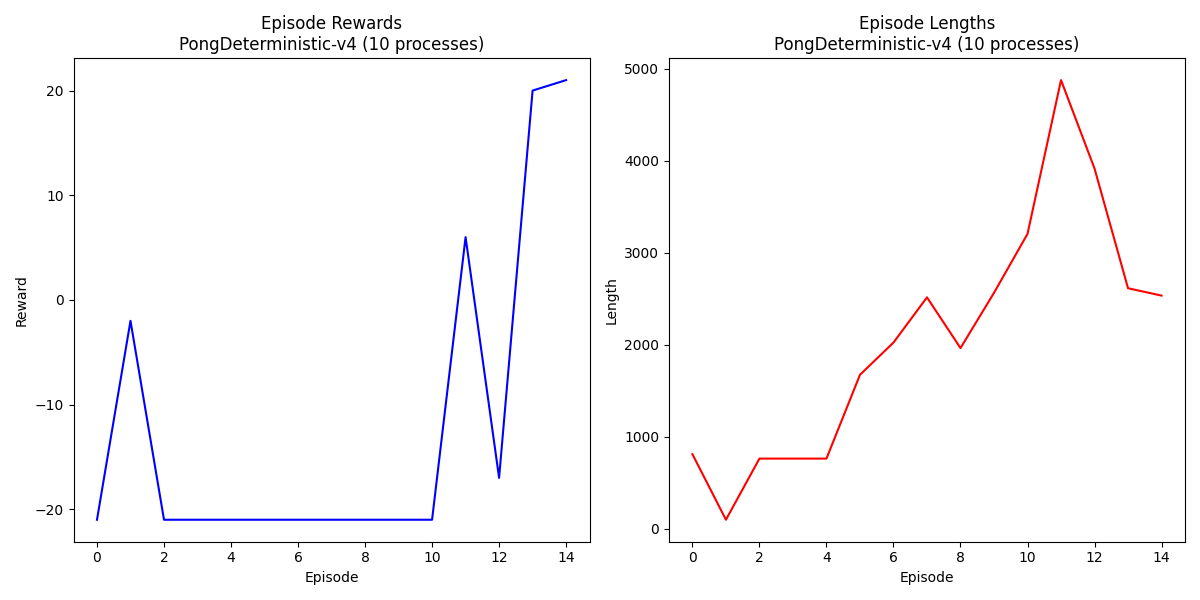 Episode Rewards
PongDeterministic-v4 (10 processes)
20
10
0
−10
−20
Reward
0 2 4 6 8 10 12 14
Episode
Episode Lengths
PongDeterministic-v4 (10 processes)
5000
4000
3000
2000
1000
0
Length
0 2 4 6 8 10 12 14
Episode